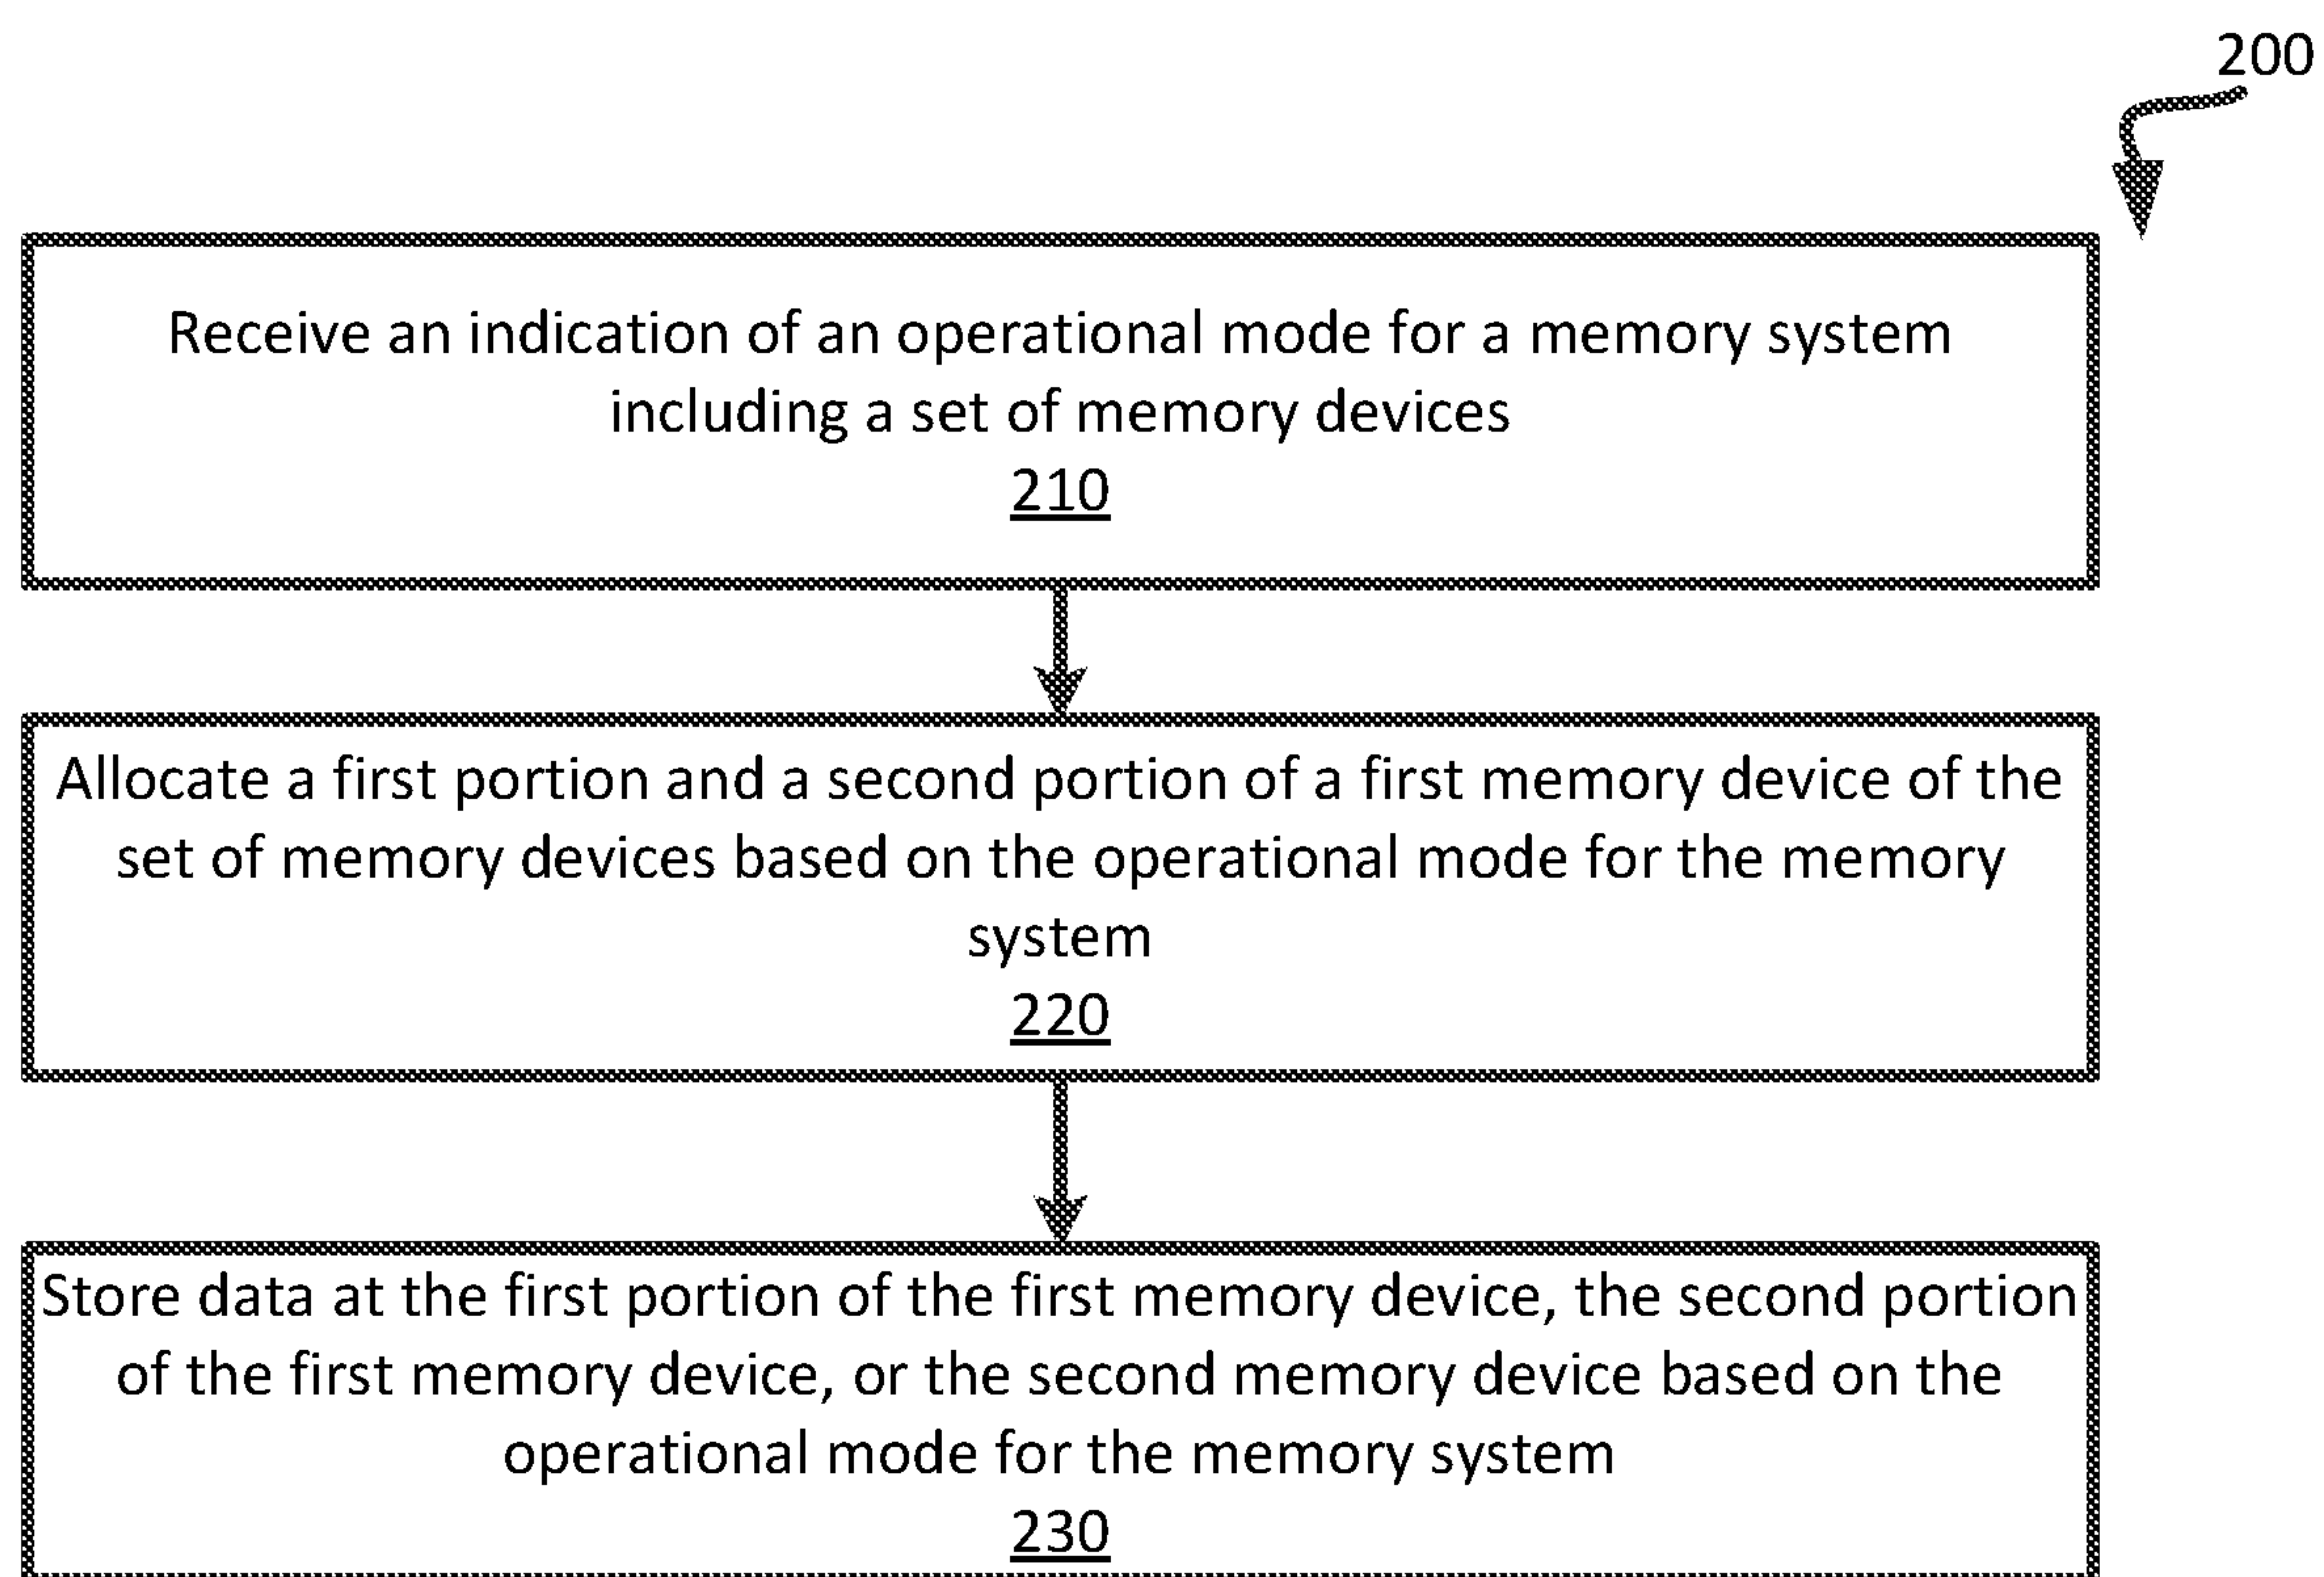 200
Receive an indication of an operational mode for a memory system
including a set of memory devices
210
Allocate a first portion and a second portion of a first memory device of the
set of memory devices based on the operational mode for the memory
system
220
Store data at the first portion of the first memory device, the second portion
of the first memory device, or the second memory device based on the
operational mode for the memory system
230